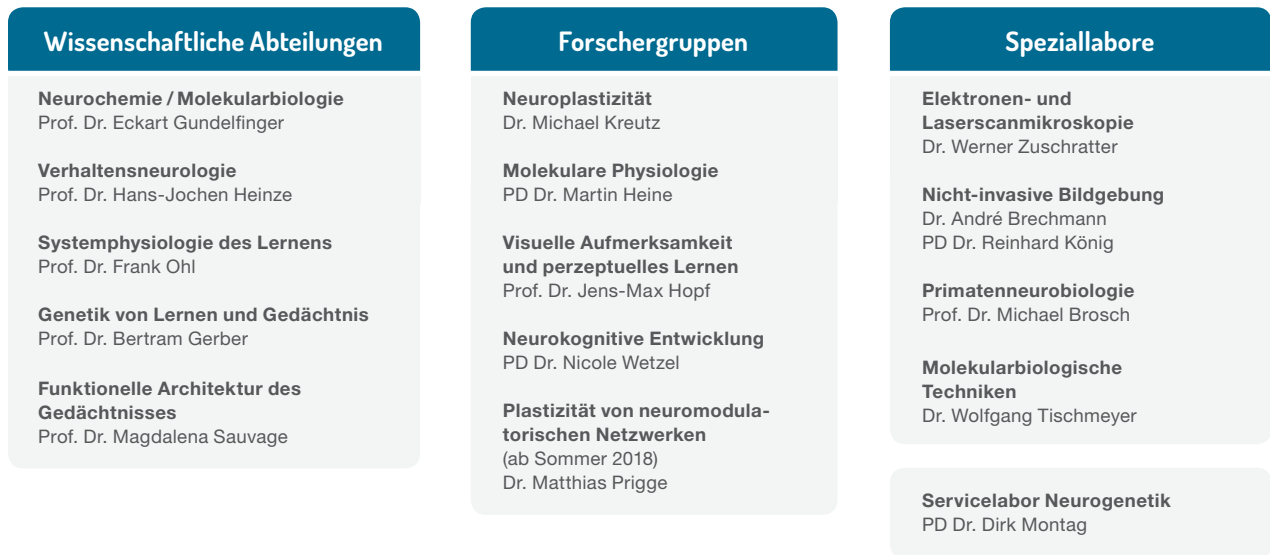 Wissenschaftliche Abteilungen
Neurochemie / Molekularbiologie
Prof. Dr. Eckart Gundelfinger
Verhaltensneurologie
Prof. Dr. Hans-Jochen Heinze
Systemphysiologie des Lernens
Prof. Dr. Frank Ohl
Genetik von Lernen und Gedächtnis
Prof. Dr. Bertram Gerber
Funktionelle Architektur des
Gedächtnisses
Prof. Dr. Magdalena Sauvage
Forschergruppen
Neuroplastizität
Dr. Michael Kreutz
Molekulare Physiologie
PD Dr. Martin Heine
Visuelle Aufmerksamkeit
und perzeptuelles Lernen
Prof. Dr. Jens-Max Hopf
Neurokognitive Entwicklung
PD Dr. Nicole Wetzel
Plastizität von neuromodula-
torischen Netzwerken
(ab Sommer 2018)
Dr. Matthias Prigge
Speziallabore
Elektronen- und
Laserscanmikroskopie
Dr. Werner Zuschratter
Nicht-invasive Bildgebung
Dr. André Brechmann
PD Dr. Reinhard König
Primatenneurobiologie
Prof. Dr. Michael Brosch
Molekularbiologische
Techniken
Dr. Wolfgang Tischmeyer
Servicelabor Neurogenetik
PD Dr. Dirk Montag